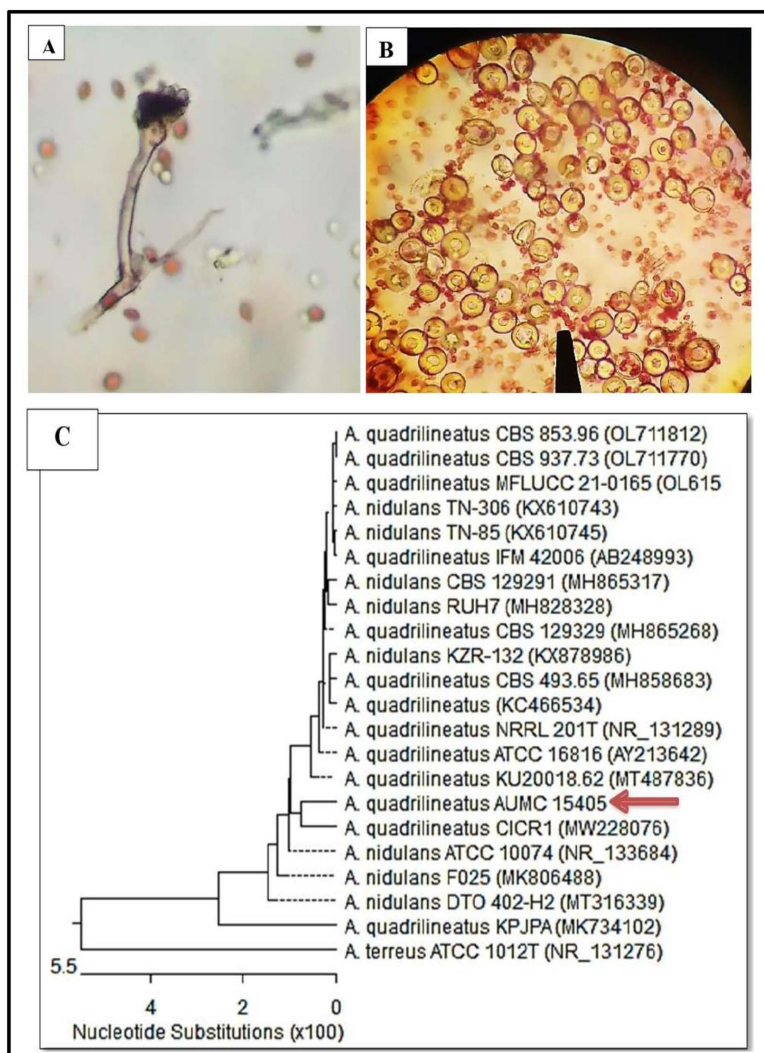 A
B
C
A. quadrilineatus CBS 853.96 (OL711812)
A. quadrilineatus CBS 937.73 (OL711770)
A. quadrilineatus MFLUCC 21-0165 (OL615
A. nidulans TN-306 (KX610743)
A. nidulans TN-85 (KX610745)
A. quadrilineatus IFM 42006 (AB248993)
A. nidulans CBS 129291 (MH865317)
A. nidulans RUH7 (MH828328)
A. quadrilineatus CBS 129329 (MH865268)
A. nidulans KZR-132 (KX878986)
A. quadrilineatus CBS 493.65 (MH858683)
A. quadrilineatus (KC466534)
A. quadrilineatus NRRL 201T (NR_131289)
A. quadrilineatus ATCC 16816 (AY213642)
A. quadrilineatus KU20018.62 (MT487836)
A. quadrilineatus AUMC 15405
A. quadrilineatus CICR1 (MW228076)
A. nidulans ATCC 10074 (NR_133684)
A. nidulans F025 (MK806488)
A. nidulans DTO 402-H2 (MT316339)
A. quadrilineatus KPJPA (MK734102)
A. terreus ATCC 1012T (NR_131276)
5.5
4 2 0
Nucleotide Substitutions (x100)